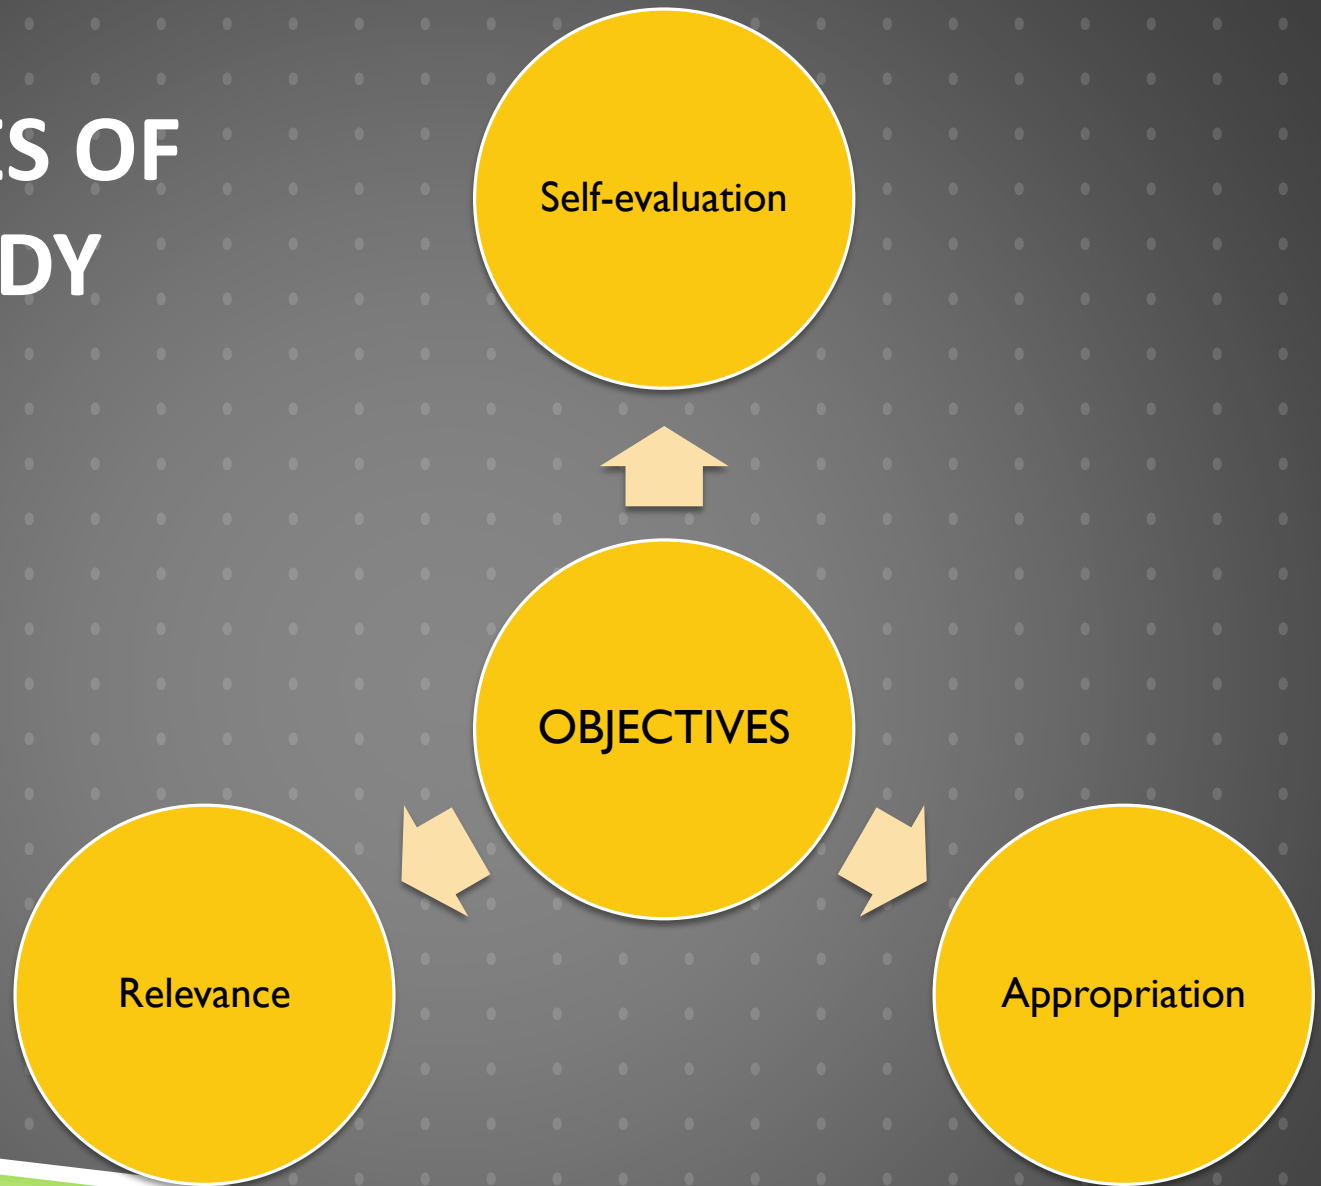 ES OF
DY
Self-evaluation
OBJECTIVES
Relevance
Appropriation